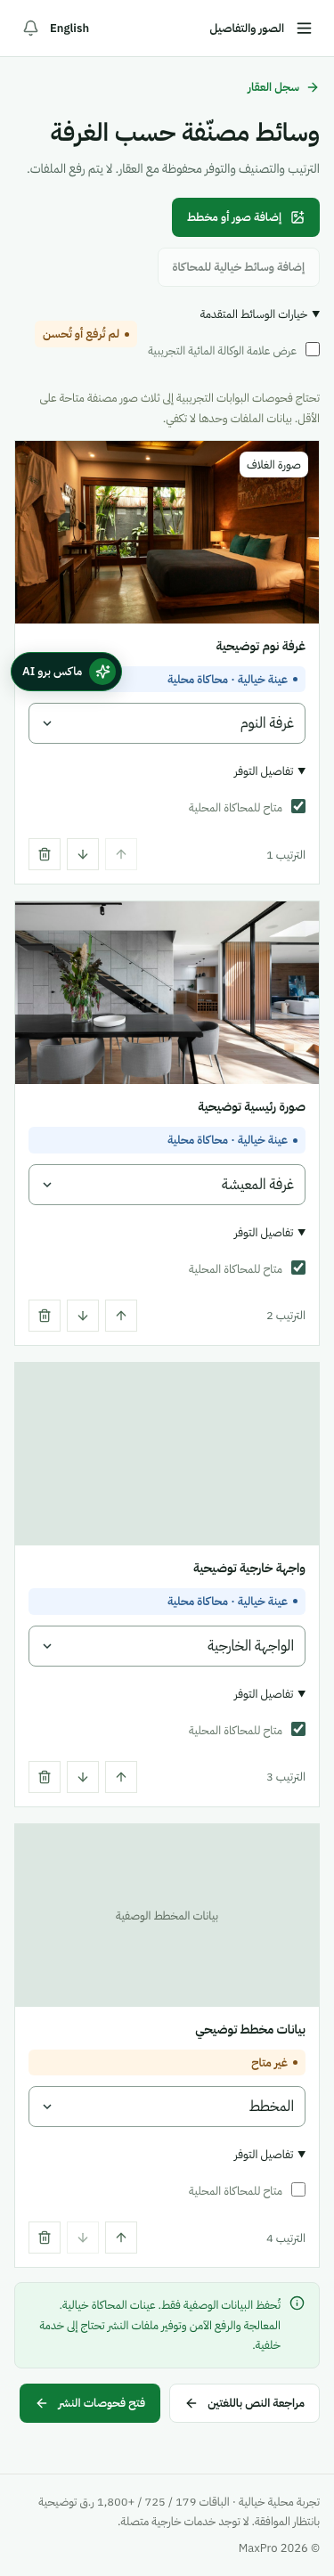 الصور والتفاصيل
English
سجل العقار
وسائط مصنّفة حسب الغرفة
الترتيب والتصنيف والتوفر محفوظة مع العقار. لا يتم رفع الملفات.
إضافة صور أو مخطط
إضافة وسائط خيالية للمحاكاة
خيارات الوسائط المتقدمة
عرض علامة الوكالة المائية التجريبية
لم تُرفع أو تُحسن
تحتاج فحوصات البوابات التجريبية إلى ثلاث صور مصنفة متاحة على
الأقل. بيانات الملفات وحدها لا تكفي.
صورة الغلاف
غرفة نوم توضيحية
عينة خيالية · محاكاة محلية
ماكس برو AI
غرفة النوم
تفاصيل التوفر
متاح للمحاكاة المحلية
الترتيب 1
صورة رئيسية توضيحية
عينة خيالية · محاكاة محلية
غرفة المعيشة
تفاصيل التوفر
متاح للمحاكاة المحلية
الترتيب 2
واجهة خارجية توضيحية
عينة خيالية · محاكاة محلية
الواجهة الخارجية
تفاصيل التوفر
متاح للمحاكاة المحلية
الترتيب 3
بيانات المخطط الوصفية
بيانات مخطط توضيحي
غير متاح
المخطط
تفاصيل التوفر
متاح للمحاكاة المحلية
الترتيب 4
تُحفظ البيانات الوصفية فقط. عينات المحاكاة خيالية.
المعالجة والرفع الآمن وتوفير ملفات النشر تحتاج إلى خدمة
خلفية.
مراجعة النص باللغتين
فتح فحوصات النشر
تجربة محلية خيالية · الباقات 179 / 725 / +1,800 ر.ق توضيحية
بانتظار الموافقة. لا توجد خدمات خارجية متصلة.
© 2026 MaxPro